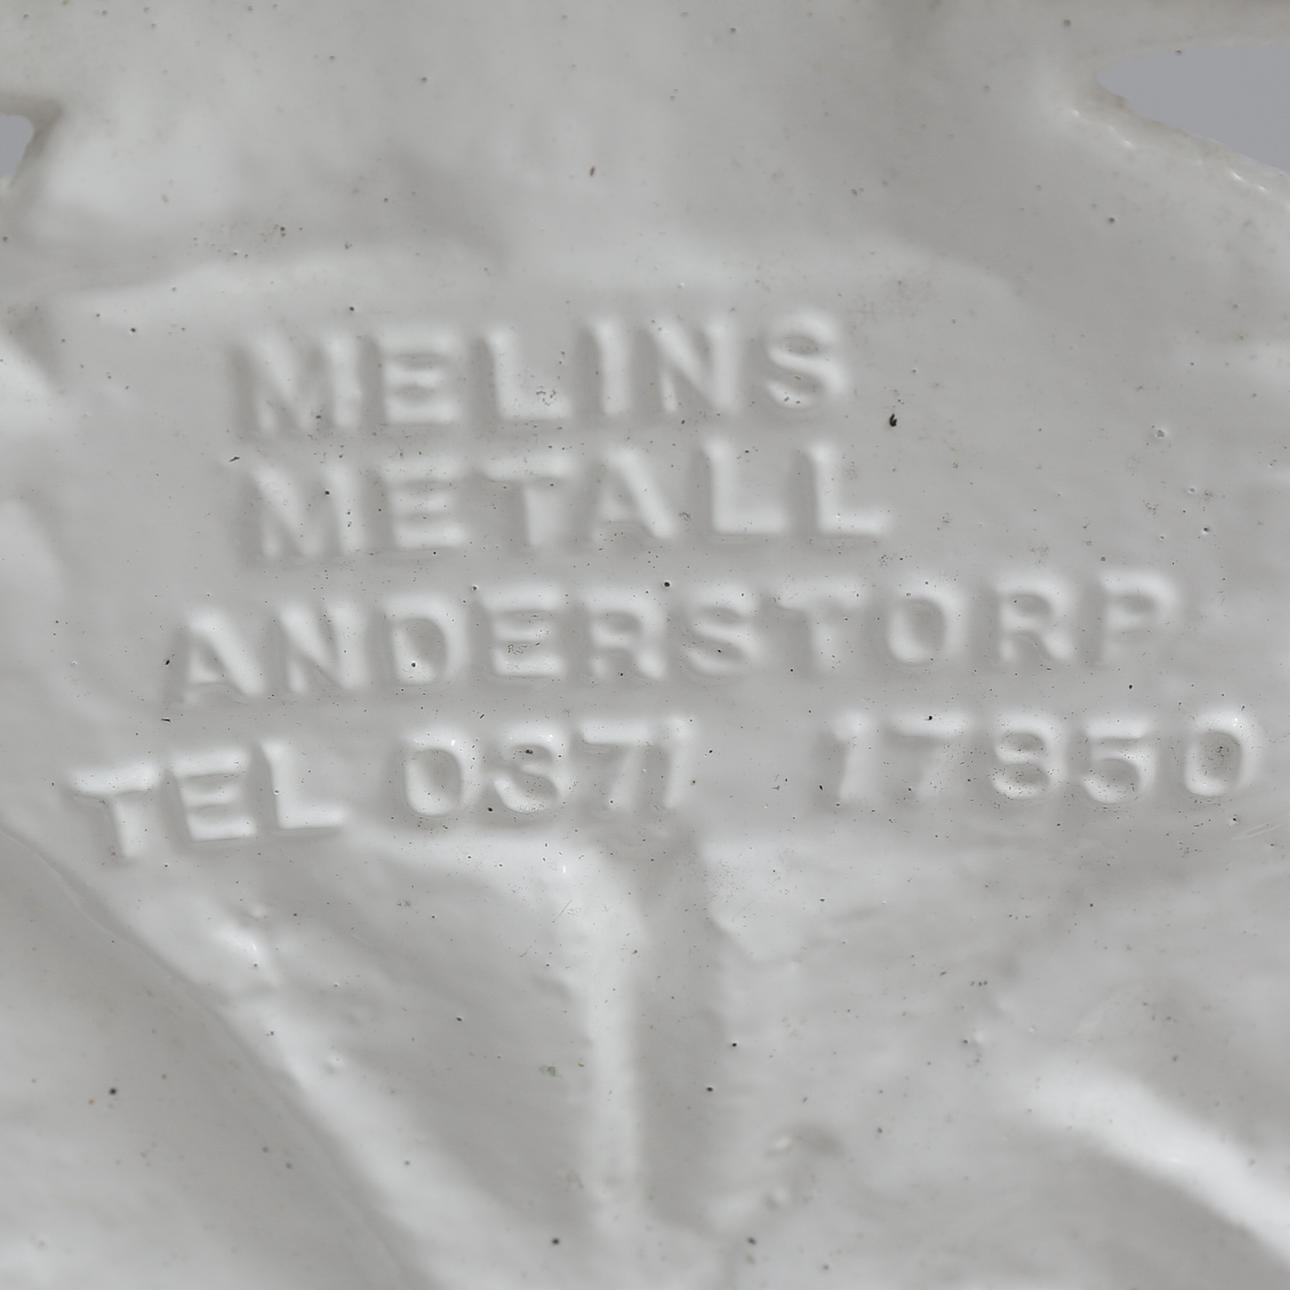 MELINS
METALL
ANDERSTORP
TEL 0371 17850